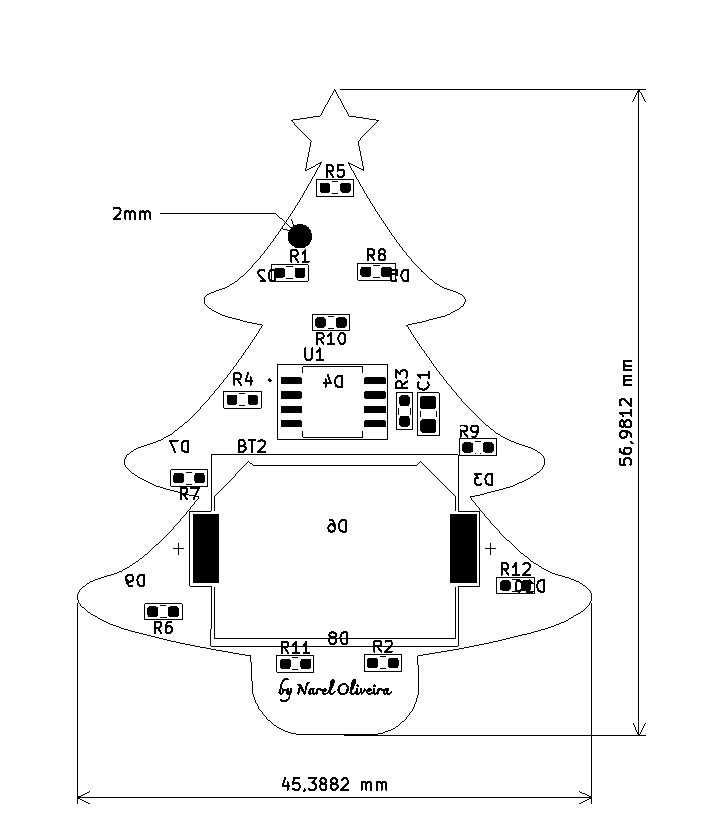 R5
2mm
R1
R8
D2
D5
R10
U1
D4
R4
R3
C1
R9
D7
BT2
D3
R7
56,9812 mm
D6
D9
R12
D10
R6
D8
R11
R2
by Narel Oliveira
45,3882 mm